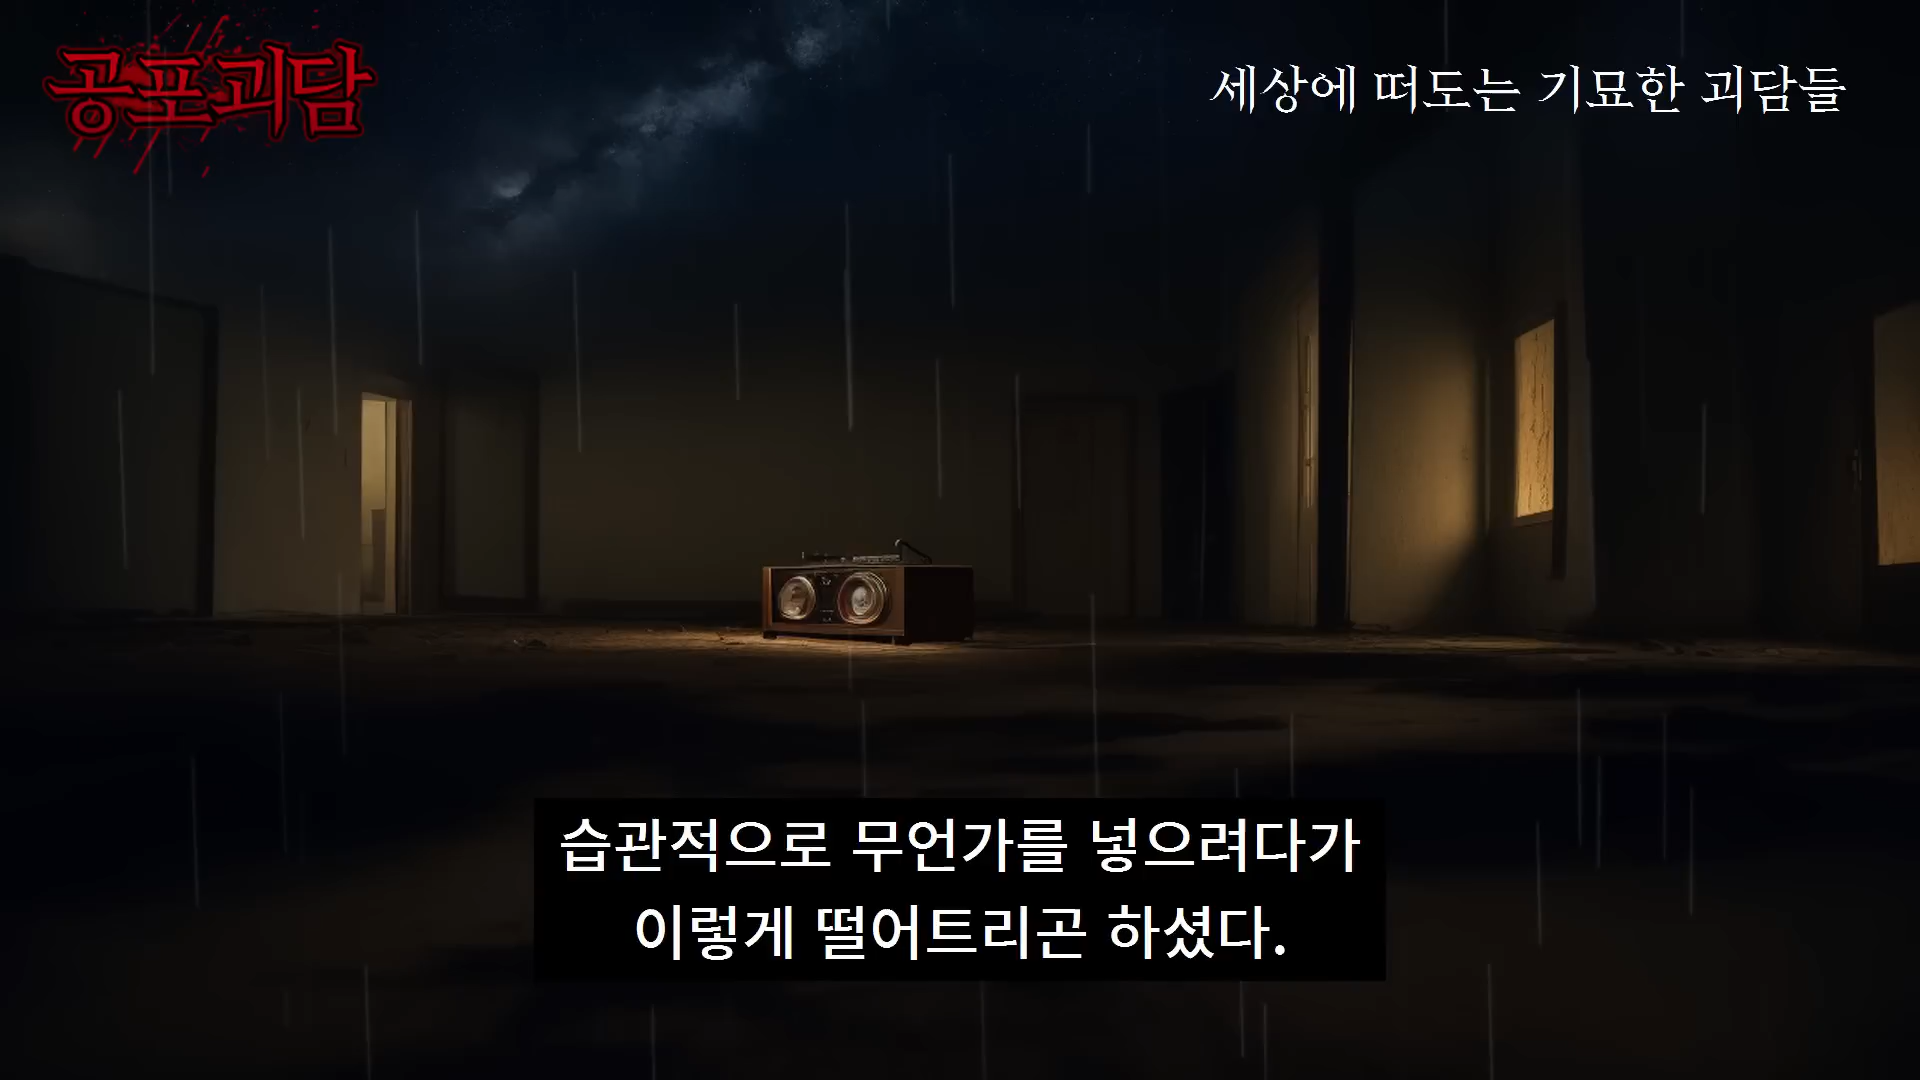 공포괴담
세상에 떠도는 기묘한 괴담들
습관적으로 무언가를 넣으려다가
이렇게 떨어트리곤 하셨다.